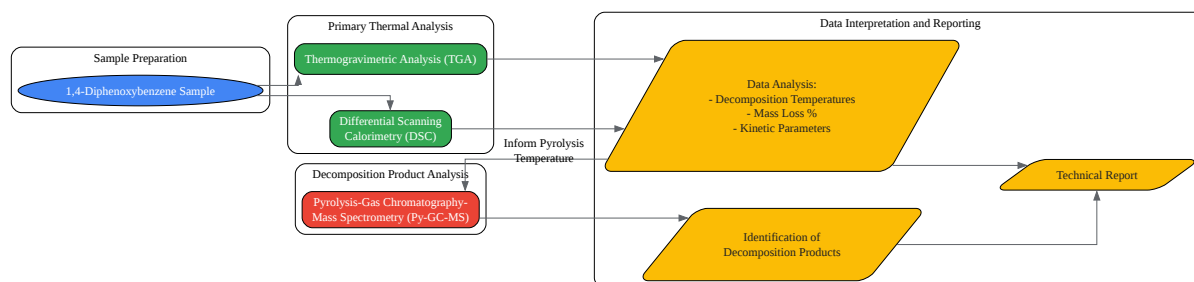 Data Interpretation and Reporting
Primary Thermal Analysis
Sample Preparation
Thermogravimetric Analysis (TGA)
1,4-Diphenoxybenzene Sample
Data Analysis:
- Decomposition Temperatures
- Mass Loss %
- Kinetic Parameters
Differential Scanning
Calorimetry (DSC)
Inform Pyrolysis
Temperature
Decomposition Product Analysis
Technical Report
Pyrolysis-Gas Chromatography-
Mass Spectrometry (Py-GC-MS)
Identification of
Decomposition Products